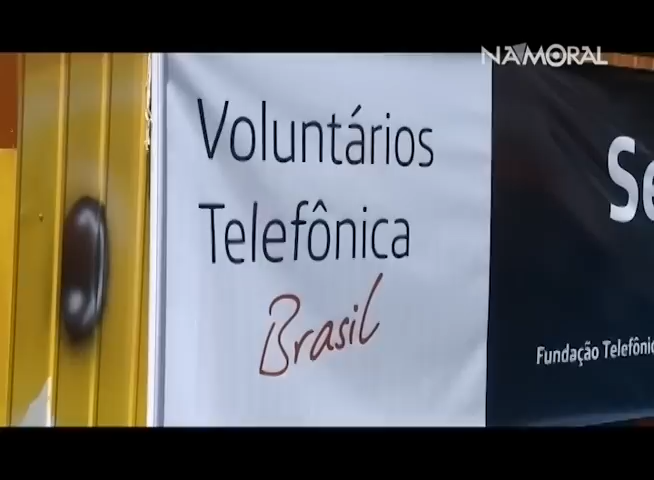 NAMORAL
Voluntários
Telefônica
Brasil
Se
Fundação Telefônic